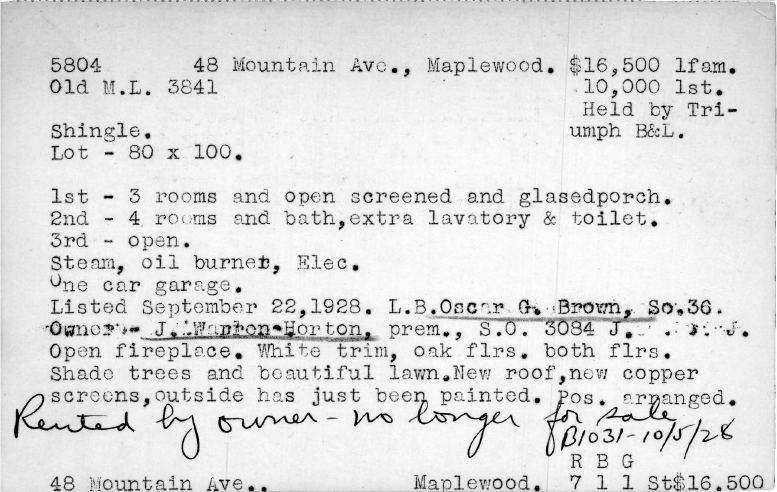 5804 48 Mountain Ave., Maplewood. $16,500 1fam.
Old M.L. 3841 10,000 1st.
Held by Tri-
Shingle. umph B&L.
Lot - 80 x 100.
1st - 3 rooms and open screened and glasedporch.
2nd - 4 rooms and bath,extra lavatory & toilet.
3rd - open.
Steam, oil burner, Elec.
One car garage.
Listed September 22,1928. L.B.Oscar G. Brown, So.36.
Owner - J. Warron Horton, prem., S.O. 3084 J.
Open fireplace. White trim, oak flrs. both flrs.
Shade trees and beautiful lawn.New roof,new copper
screens,outside has just been painted. Pos. arranged.
Rented by owner - no longer for sale
B1031-10/5/28
R B G
48 Mountain Ave., Maplewood. 7 1 1 St$16,500